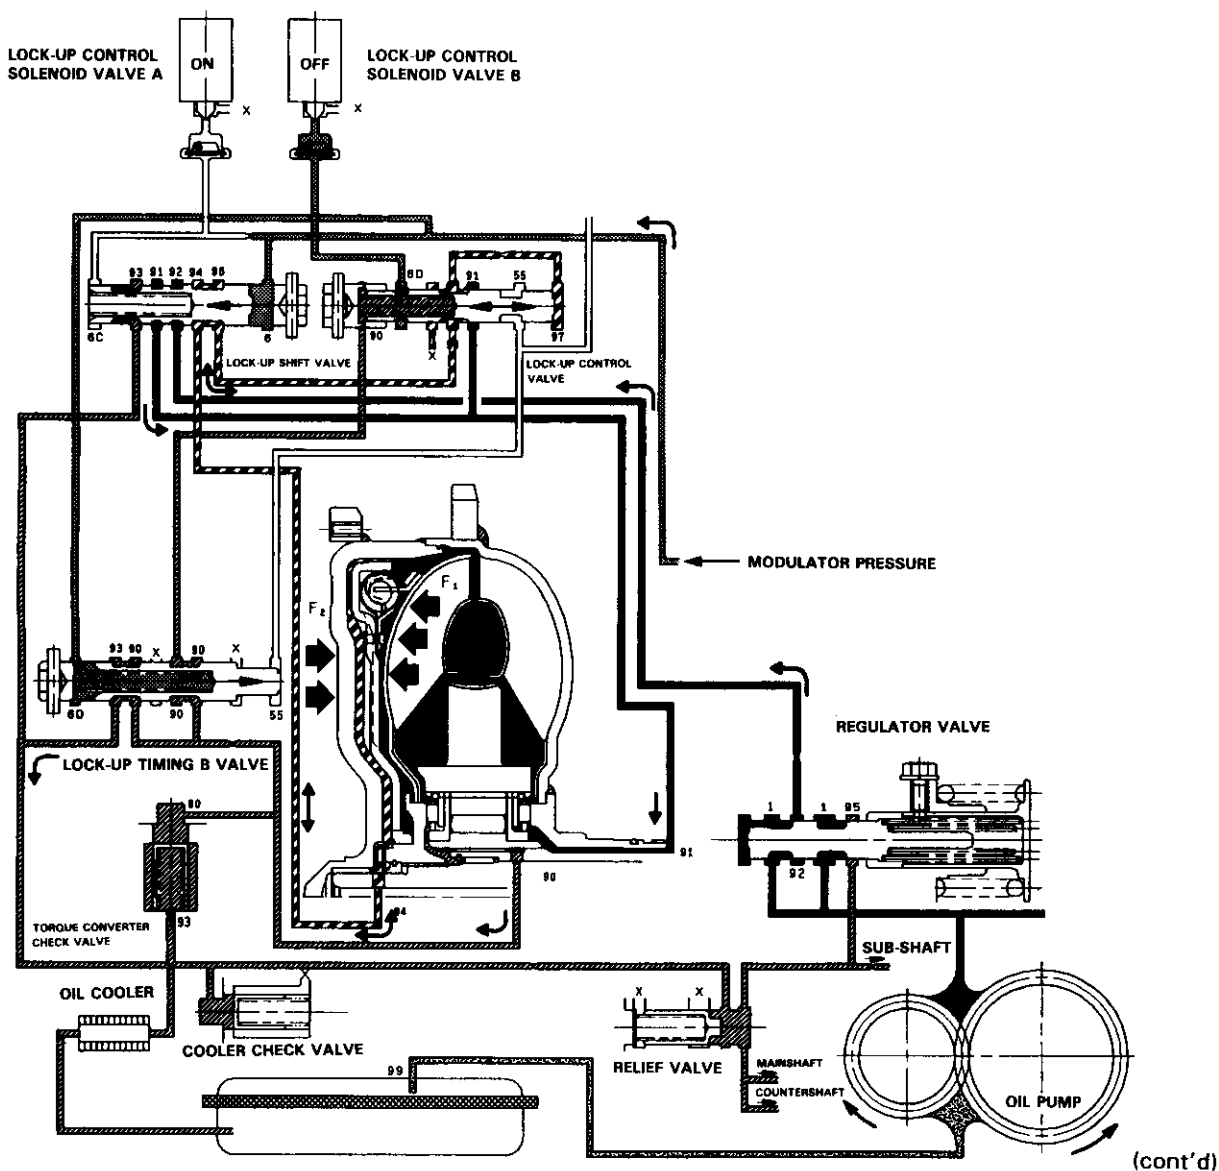 LOCK-UP CONTROL
SOLENOID VALVE A
ON
X
OFF
X
LOCK-UP CONTROL
SOLENOID VALVE B
93 91 92 94 96
6D
91
55
6C
6
90
X
97
LOCK-UP SHIFT VALVE
LOCK-UP CONTROL
VALVE
MODULATOR PRESSURE
F₁
F₂
93 90
X
90
X
6D
90
55
LOCK-UP TIMING B VALVE
REGULATOR VALVE
1
1
95
92
91
90
94
90
93
TORQUE CONVERTER
CHECK VALVE
SUB-SHAFT
OIL COOLER
COOLER CHECK VALVE
X
X
RELIEF VALVE
MAINSHAFT
COUNTERSHAFT
99
OIL PUMP
(cont'd)